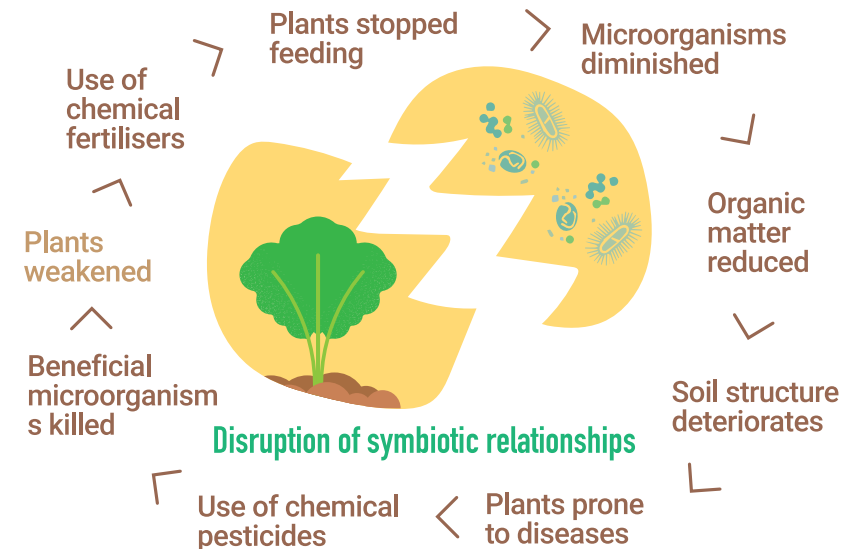 Plants stopped
feeding
Microorganisms
diminished
Organic
matter
reduced
Soil structure
deteriorates
Plants prone
to diseases
Use of chemical
pesticides
Beneficial
microorganism
s killed
Plants
weakened
Use of
chemical
fertilisers
Disruption of symbiotic relationships